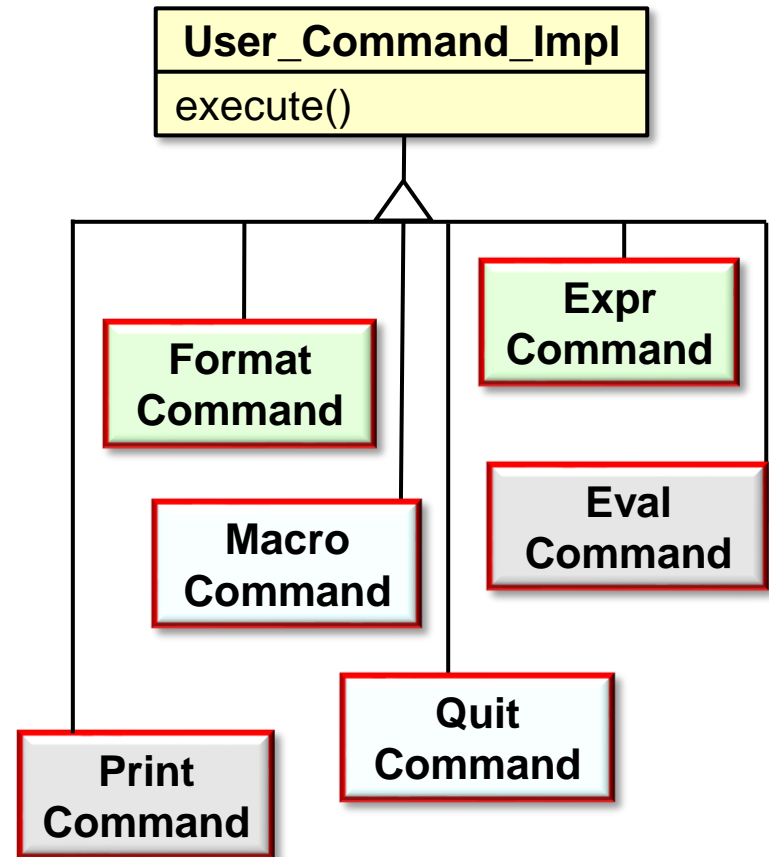 User_Command_Impl
execute()
Expr
Command
Format
Command
Eval
Command
Macro
Command
Quit
Command
Print
Command